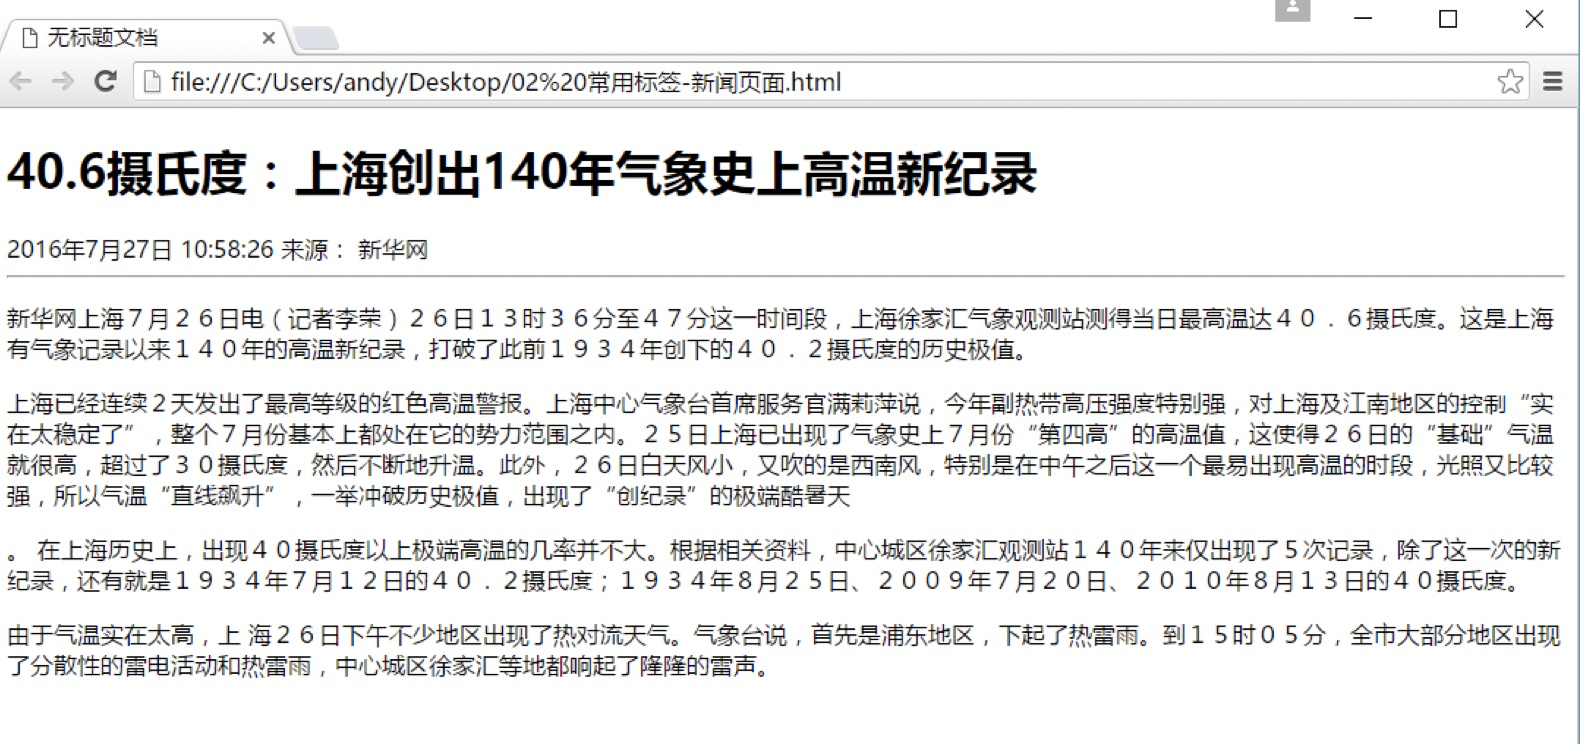 无标题文档
file:///C:/Users/andy/Desktop/02%20常用标签-新闻页面.html
40.6摄氏度：上海创出140年气象史上高温新纪录
2016年7月27日 10:58:26 来源： 新华网
新华网上海７月２６日电（记者李荣）２６日１３时３６分至４７分这一时间段，上海徐家汇气象观测站测得当日最高温达４０．６摄氏度。这是上海
有气象记录以来１４０年的高温新纪录，打破了此前１９３４年创下的４０．２摄氏度的历史极值。
上海已经连续２天发出了最高等级的红色高温警报。上海中心气象台首席服务官满莉萍说，今年副热带高压强度特别强，对上海及江南地区的控制“实
在太稳定了”，整个７月份基本上都处在它的势力范围之内。２５日上海已出现了气象史上７月份“第四高”的高温值，这使得２６日的“基础”气温
就很高，超过了３０摄氏度，然后不断地升温。此外，２６日白天风小，又吹的是西南风，特别是在中午之后这一个最易出现高温的时段，光照又比较
强，所以气温“直线飙升”，一举冲破历史极值，出现了“创纪录”的极端酷暑天
。 在上海历史上，出现４０摄氏度以上极端高温的几率并不大。根据相关资料，中心城区徐家汇观测站１４０年来仅出现了５次记录，除了这一次的新
纪录，还有就是１９３４年７月１２日的４０．２摄氏度；１９３４年８月２５日、２００９年７月２０日、２０１０年８月１３日的４０摄氏度。
由于气温实在太高，上 海２６日下午不少地区出现了热对流天气。气象台说，首先是浦东地区，下起了热雷雨。到１５时０５分，全市大部分地区出现
了分散性的雷电活动和热雷雨，中心城区徐家汇等地都响起了隆隆的雷声。